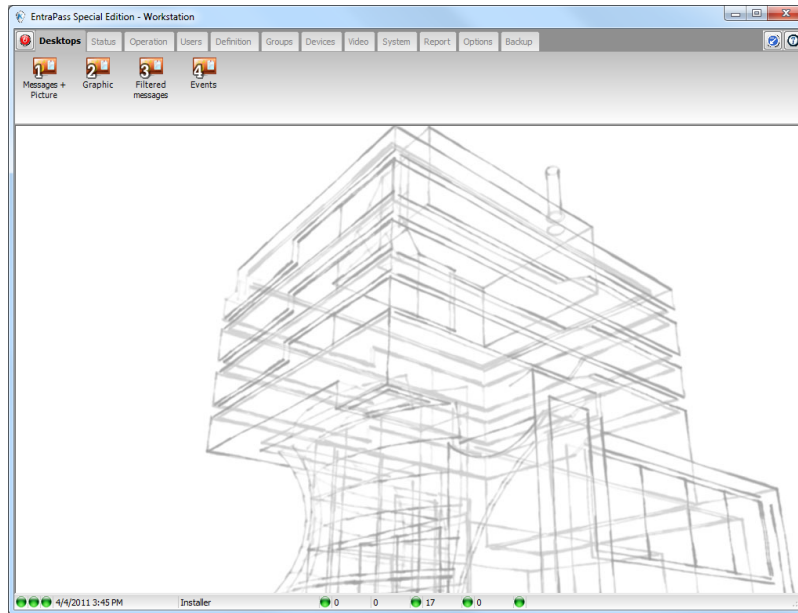 EntraPass Special Edition - Workstation
Desktops Status Operation Users Definition Groups Devices Video System Report Options Backup
1 2 3 4
Messages + Graphic Filtered Events
Picture messages
4/4/2011 3:45 PM Installer 0 0 17 0